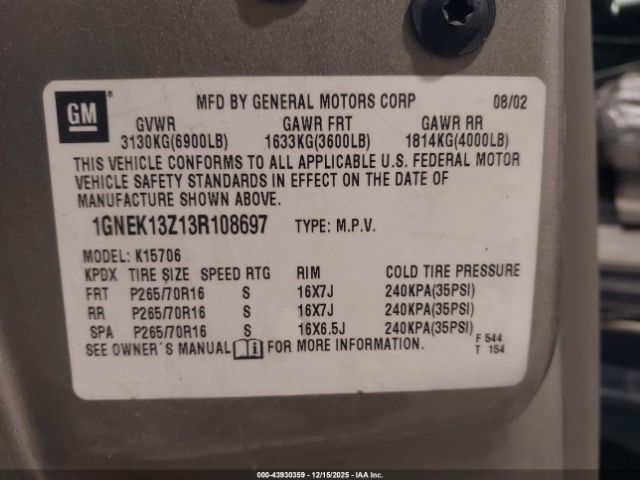 GM
MFD BY GENERAL MOTORS CORP 08/02
GVWR GAWR FRT GAWR RR
3130KG(6900LB) 1633KG(3600LB) 1814KG(4000LB)
THIS VEHICLE CONFORMS TO ALL APPLICABLE U.S. FEDERAL MOTOR
VEHICLE SAFETY STANDARDS IN EFFECT ON THE DATE OF
MANUFACTURE SHOWN ABOVE.
1GNEK13Z13R108697 TYPE: M.P.V.
MODEL: K15706
KPDX TIRE SIZE SPEED RTG RIM COLD TIRE PRESSURE
FRT P265/70R16 S 16X7J 240KPA(35PSI)
RR P265/70R16 S 16X7J 240KPA(35PSI)
SPA P265/70R16 S 16X6.5J 240KPA(35PSI)
SEE OWNER´S MANUAL FOR MORE INFORMATION.
F 544
T 154
000-43930359 - 12/15/2025 - IAA Inc.